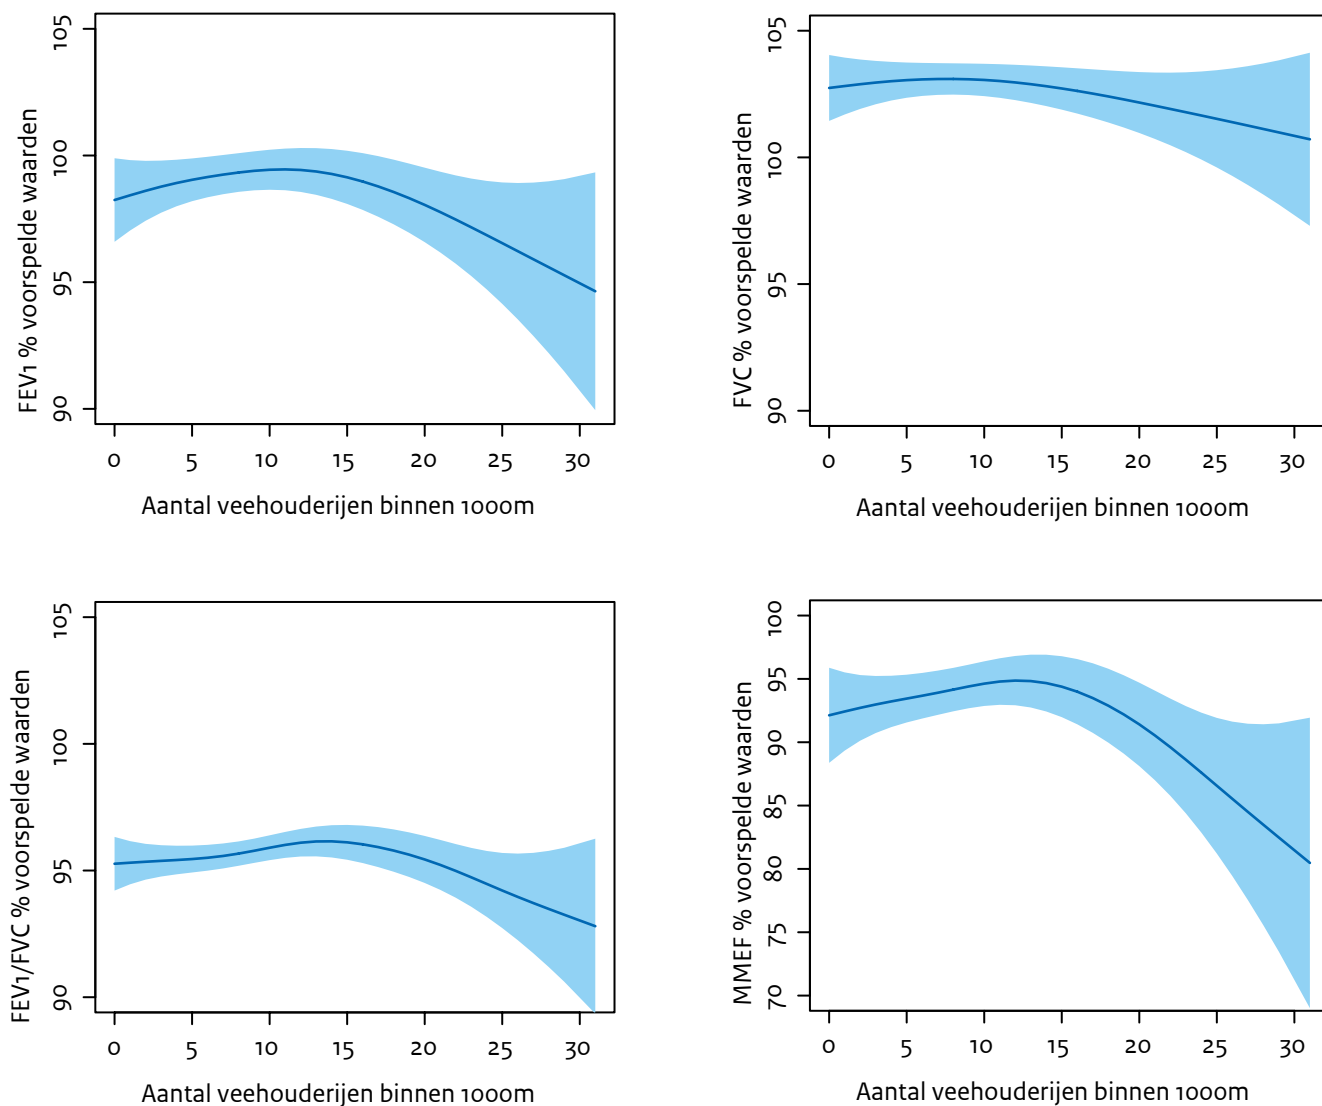 FEV1 % voorspelde waarden
105
100
95
90
0 5 10 15 20 25 30
Aantal veehouderijen binnen 1000m
FVC % voorspelde waarden
105
100
95
90
0 5 10 15 20 25 30
Aantal veehouderijen binnen 1000m
FEV1/FVC % voorspelde waarden
105
100
95
90
0 5 10 15 20 25 30
Aantal veehouderijen binnen 1000m
MMEF % voorspelde waarden
100
95
90
85
80
75
70
0 5 10 15 20 25 30
Aantal veehouderijen binnen 1000m